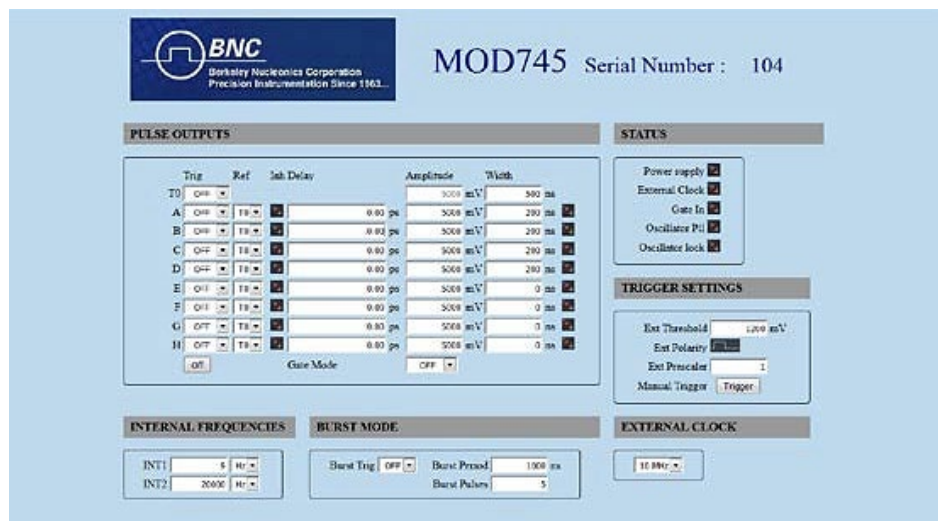 BNC
Berkeley Nucleonics Corporation
Precision Instrumentation Since 1963...
MOD745 Serial Number : 104
PULSE OUTPUTS
Trig Ref Inh Delay Amplitude Width
T0 OFF 5000 mV 500 ns
A OFF T0 0.00 ps 5000 mV 200 ns
B OFF T0 0.00 ps 5000 mV 200 ns
C OFF T0 0.00 ps 5000 mV 200 ns
D OFF T0 0.00 ps 5000 mV 200 ns
E OFF T0 0.00 ps 5000 mV 0 ns
F OFF T0 0.00 ps 5000 mV 0 ns
G OFF T0 0.00 ps 5000 mV 0 ns
H OFF T0 0.00 ps 5000 mV 0 ns
Off Gate Mode OFF
STATUS
Power supply
External Clock
Gate In
Oscillator Pll
Oscillator lock
TRIGGER SETTINGS
Ext Threshold 1200 mV
Ext Polarity
Ext Prescaler 1
Manual Trigger Trigger
INTERNAL FREQUENCIES
INT1 5 Hz
INT2 20000 Hz
BURST MODE
Burst Trig OFF Burst Period 1000 ns
Burst Pulses 5
EXTERNAL CLOCK
10 MHz